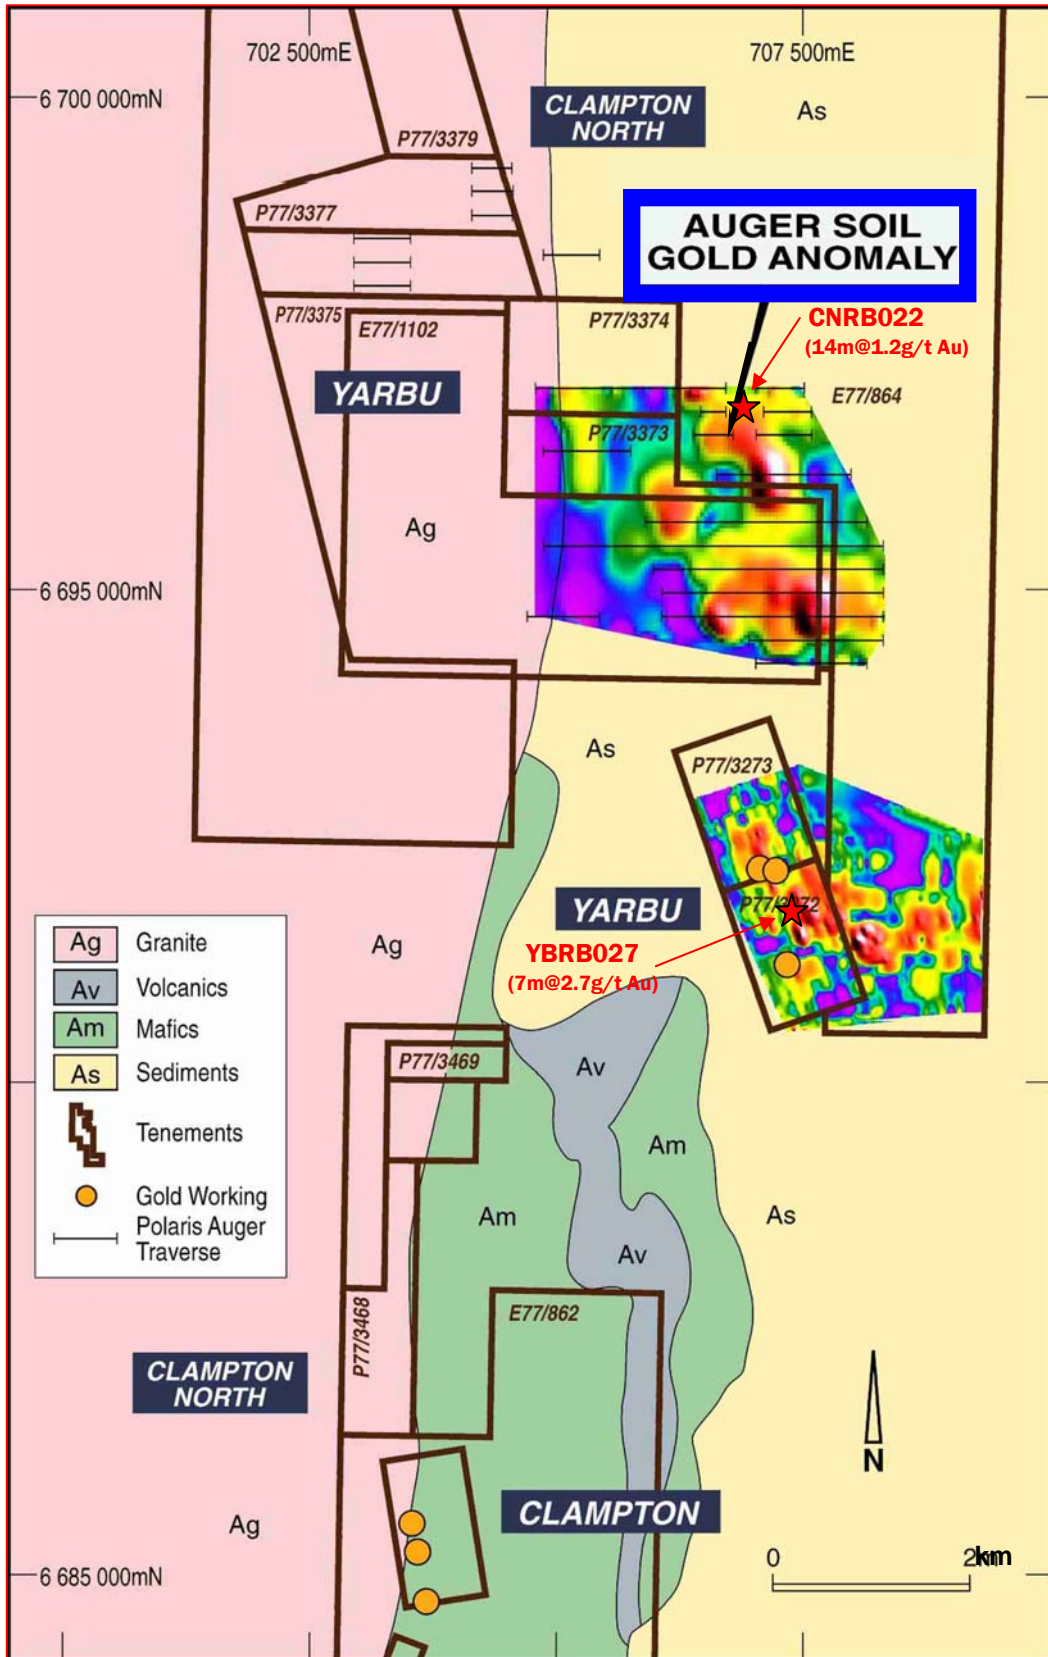 702 500mE
707 500mE
6 700 000mN
CLAMPTON
NORTH
As
P77/3379
P77/3377
AUGER SOIL
GOLD ANOMALY
P77/3375
E77/1102
P77/3374
CNRB022
(14m@1.2g/t Au)
YARBU
E77/864
P77/3373
Ag
6 695 000mN
As
P77/3273
YARBU
P77/3272
Ag
YBRB027
(7m@2.7g/t Au)
Ag Granite
Av Volcanics
Am Mafics
As Sediments
Tenements
Gold Working
Polaris Auger
Traverse
P77/3469
Av
Am
Am
As
Av
E77/862
P77/3468
CLAMPTON
NORTH
N
CLAMPTON
Ag
0
2 km
6 685 000mN